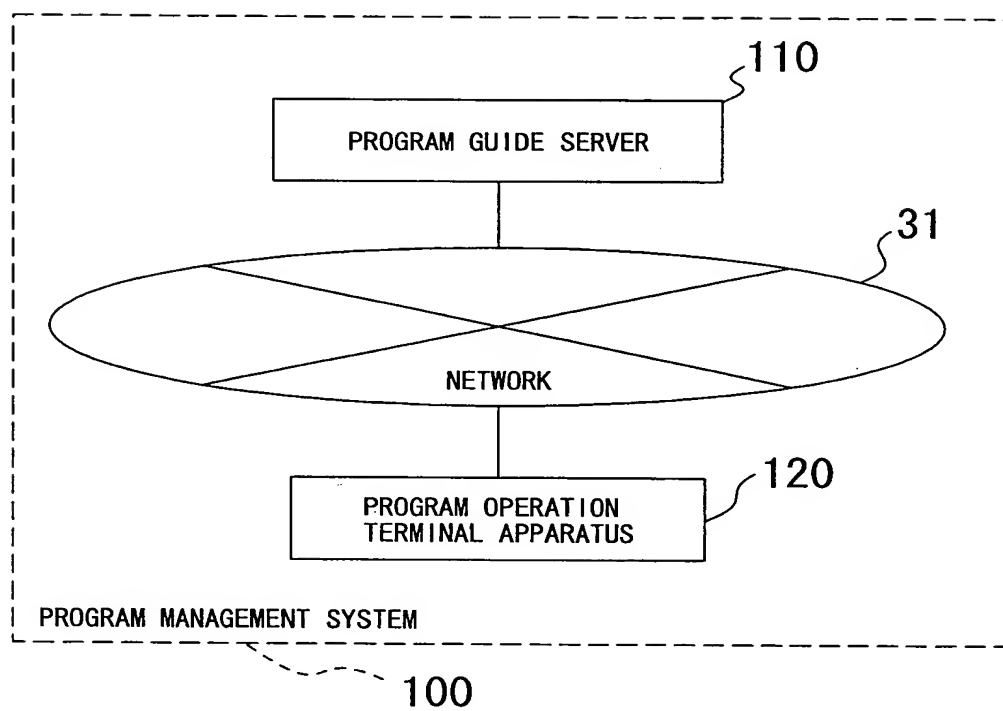 110
PROGRAM GUIDE SERVER
31
NETWORK
120
PROGRAM OPERATION
TERMINAL APPARATUS
PROGRAM MANAGEMENT SYSTEM
100